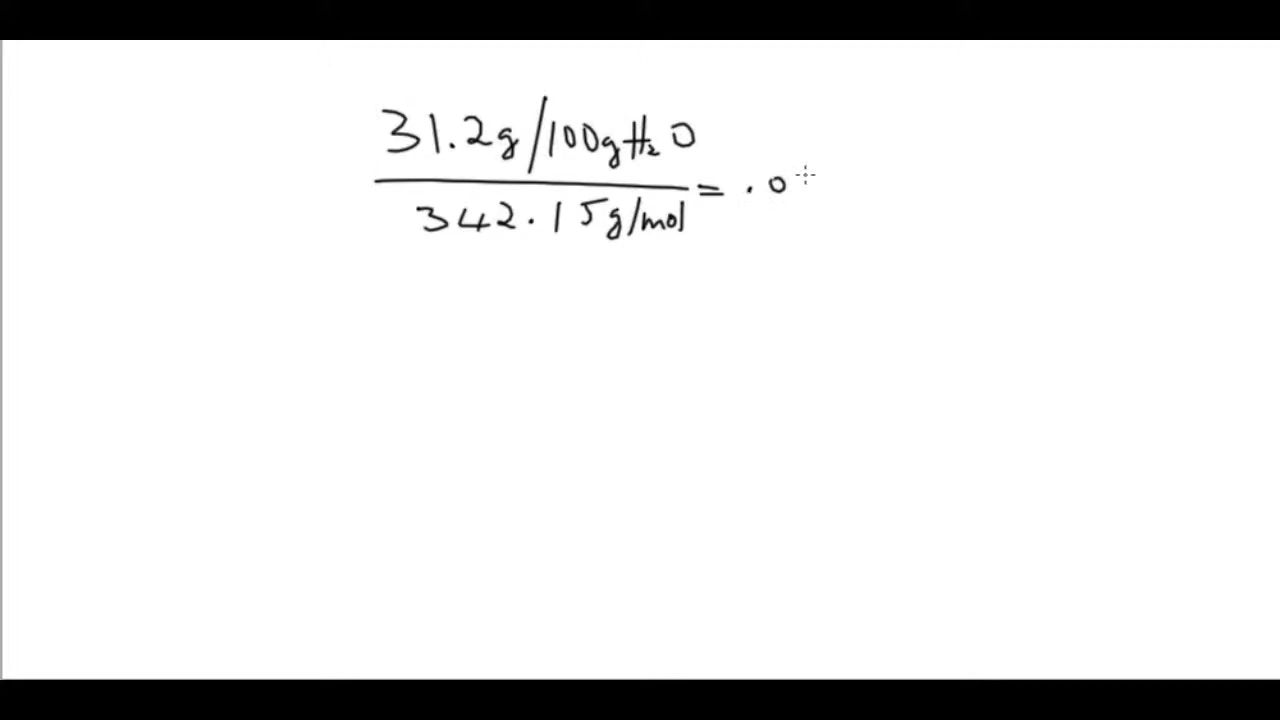 31.2g/100g H₂O
342.15g/mol = .0